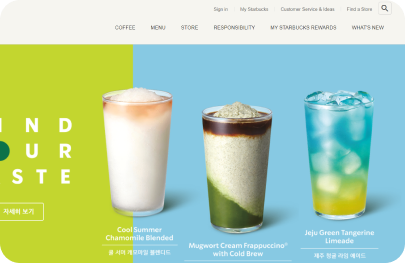 Sign in My Starbucks Customer Service & Ideas Find a Store
COFFEE MENU STORE RESPONSIBILITY MY STARBUCKS REWARDS WHAT'S NEW
IND
OUR
STE
자세히 보기
Cool Summer
Chamomile Blended
쿨 서머 캐모마일 블렌디드
Mugwort Cream Frappuccino®
with Cold Brew
Jeju Green Tangerine
Limeade
제주 청귤 라임 에이드